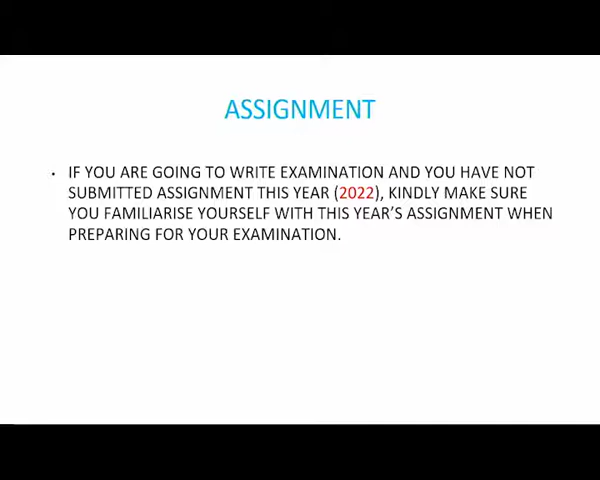 ASSIGNMENT
• IF YOU ARE GOING TO WRITE EXAMINATION AND YOU HAVE NOT
SUBMITTED ASSIGNMENT THIS YEAR (2022), KINDLY MAKE SURE
YOU FAMILIARISE YOURSELF WITH THIS YEAR’S ASSIGNMENT WHEN
PREPARING FOR YOUR EXAMINATION.